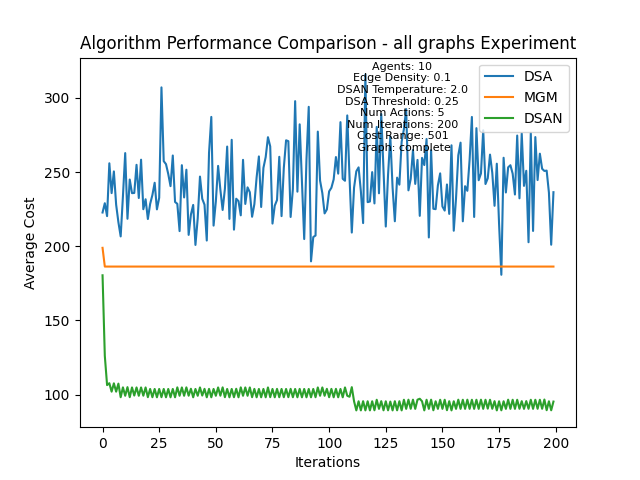 Algorithm Performance Comparison - all graphs Experiment
Agents: 10
Edge Density: 0.1
DSAN Temperature: 2.0
DSA Threshold: 0.25
Num Actions: 5
Num Iterations: 200
Cost Range: 501
Graph: complete
DSA
MGM
DSAN
Average Cost
300
250
200
150
100
0 25 50 75 100 125 150 175 200
Iterations